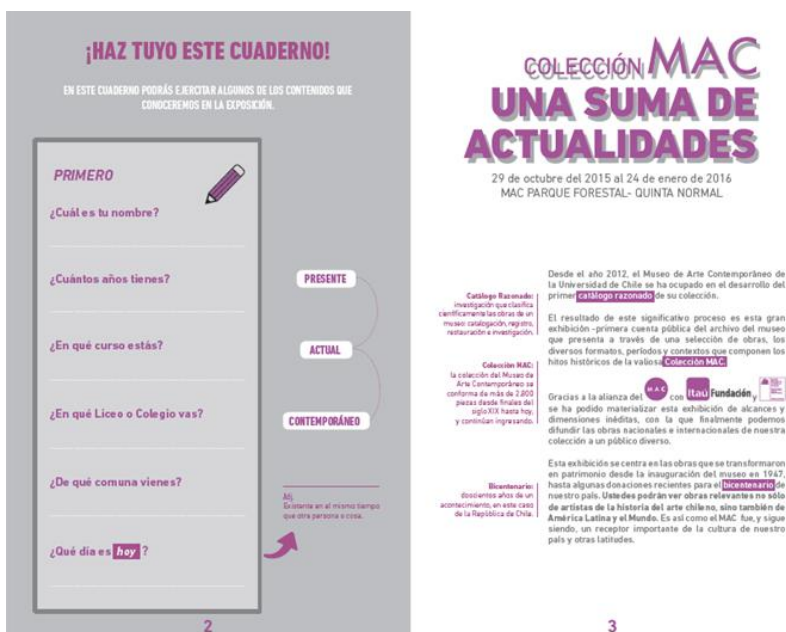 ¡HAZ TUYO ESTE CUADERNO!
EN ESTE CUADERNO PODRÁS EJERCITAR ALGUNOS DE LOS CONTENIDOS QUE
CONOCEREMOS EN LA EXPOSICIÓN.
PRIMERO
¿Cuál es tu nombre?
¿Cuántos años tienes?
¿En qué curso estás?
¿En qué Liceo o Colegio vas?
¿De qué comuna vienes?
¿Qué día es hoy ?
PRESENTE
ACTUAL
CONTEMPORÁNEO
Adj.
Existente en el mismo tiempo
que otra persona o cosa.
2
COLECCIÓN MAC
UNA SUMA DE
ACTUALIDADES
29 de octubre del 2015 al 24 de enero de 2016
MAC PARQUE FORESTAL- QUINTA NORMAL
Catálogo Razonado:
investigación que clasifica
científicamente las obras de un
museo: catalogación, registro,
restauración e investigación.
Colección MAC:
la colección del Museo de
Arte Contemporáneo se
conforma de más de 2.800
piezas desde finales del
siglo XIX hasta hoy,
y continúan ingresando.
Bicentenario:
doscientos años de un
acontecimiento, en este caso
de la República de Chile.
Desde el año 2012, el Museo de Arte Contemporáneo de
la Universidad de Chile se ha ocupado en el desarrollo del
primer catálogo razonado de su colección.
El resultado de este significativo proceso es esta gran
exhibición -primera cuenta pública del archivo del museo
que presenta a través de una selección de obras, los
diversos formatos, períodos y contextos que componen los
hitos históricos de la valiosa Colección MAC.
Gracias a la alianza del MAC con Itaú Fundación y
se ha podido materializar esta exhibición de alcances y
dimensiones inéditas, con la que finalmente podemos
difundir las obras nacionales e internacionales de nuestra
colección a un público diverso.
Esta exhibición se centra en las obras que se transformaron
en patrimonio desde la inauguración del museo en 1947,
hasta algunas donaciones recientes para el bicentenario de
nuestro país. Ustedes podrán ver obras relevantes no sólo
de artistas de la historia del arte chileno, sino también de
América Latina y el Mundo. Es así como el MAC fue, y sigue
siendo, un receptor importante de la cultura de nuestro
país y otras latitudes.
3